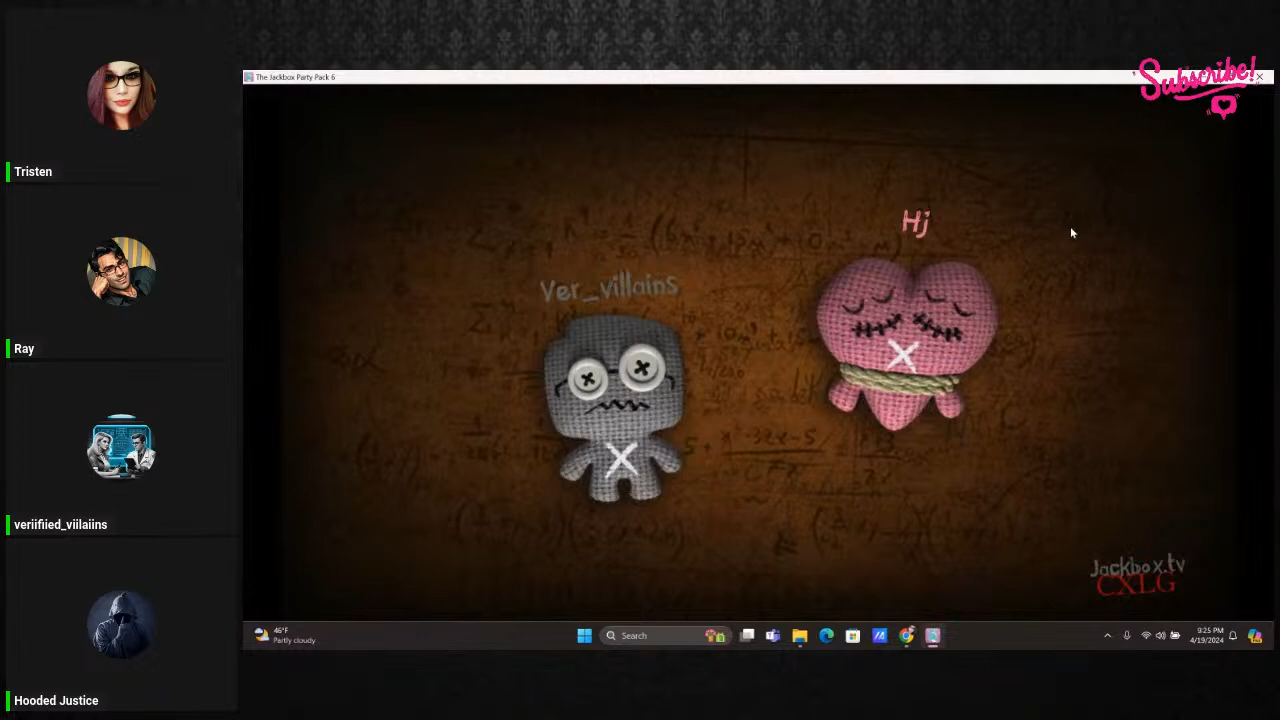 The Jackbox Party Pack 6
Subscribe!
Tristen
Ray
veriifiied_viilaiins
Hooded Justice
Hj
Ver_villains
Jackbox.tv
CXLG
46°F
Partly cloudy
Search
9:25 PM
4/19/2024